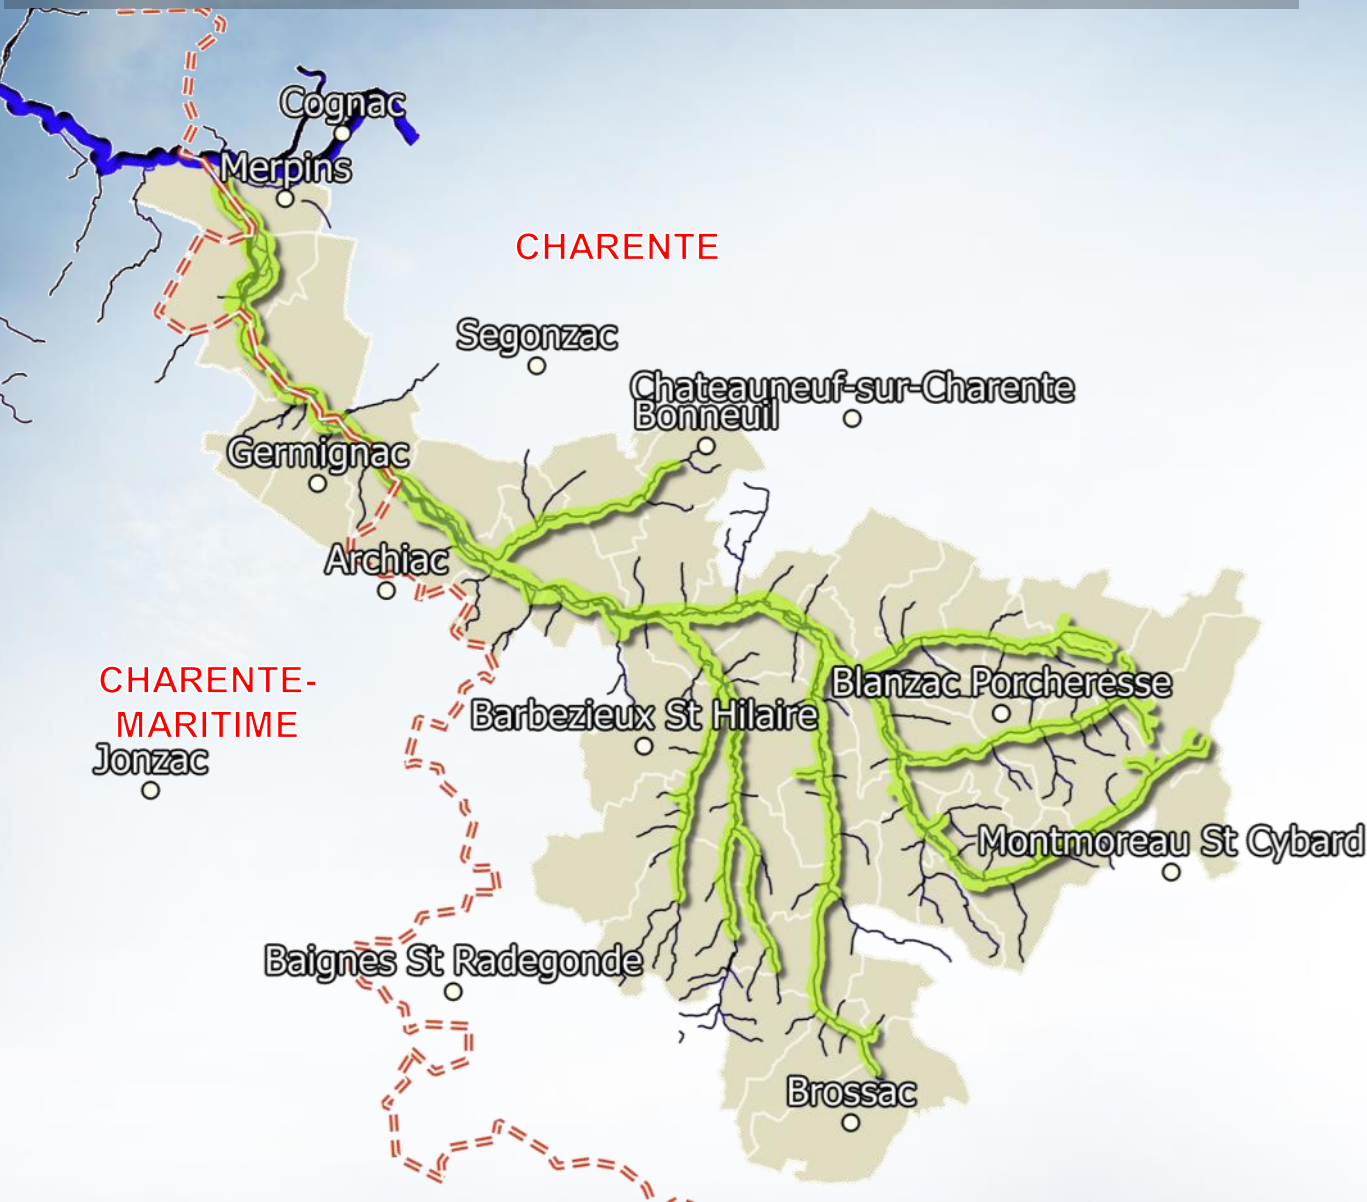 Cognac
Merpins
CHARENTE
Segonzac
Chateauneuf-sur-Charente
Bonneuil
Germignac
Archiac
CHARENTE-
MARITIME
Blanzac Porcheresse
Barbezieux St Hilaire
Jonzac
Montmoreau St Cybard
Baignes St Radegonde
Brossac